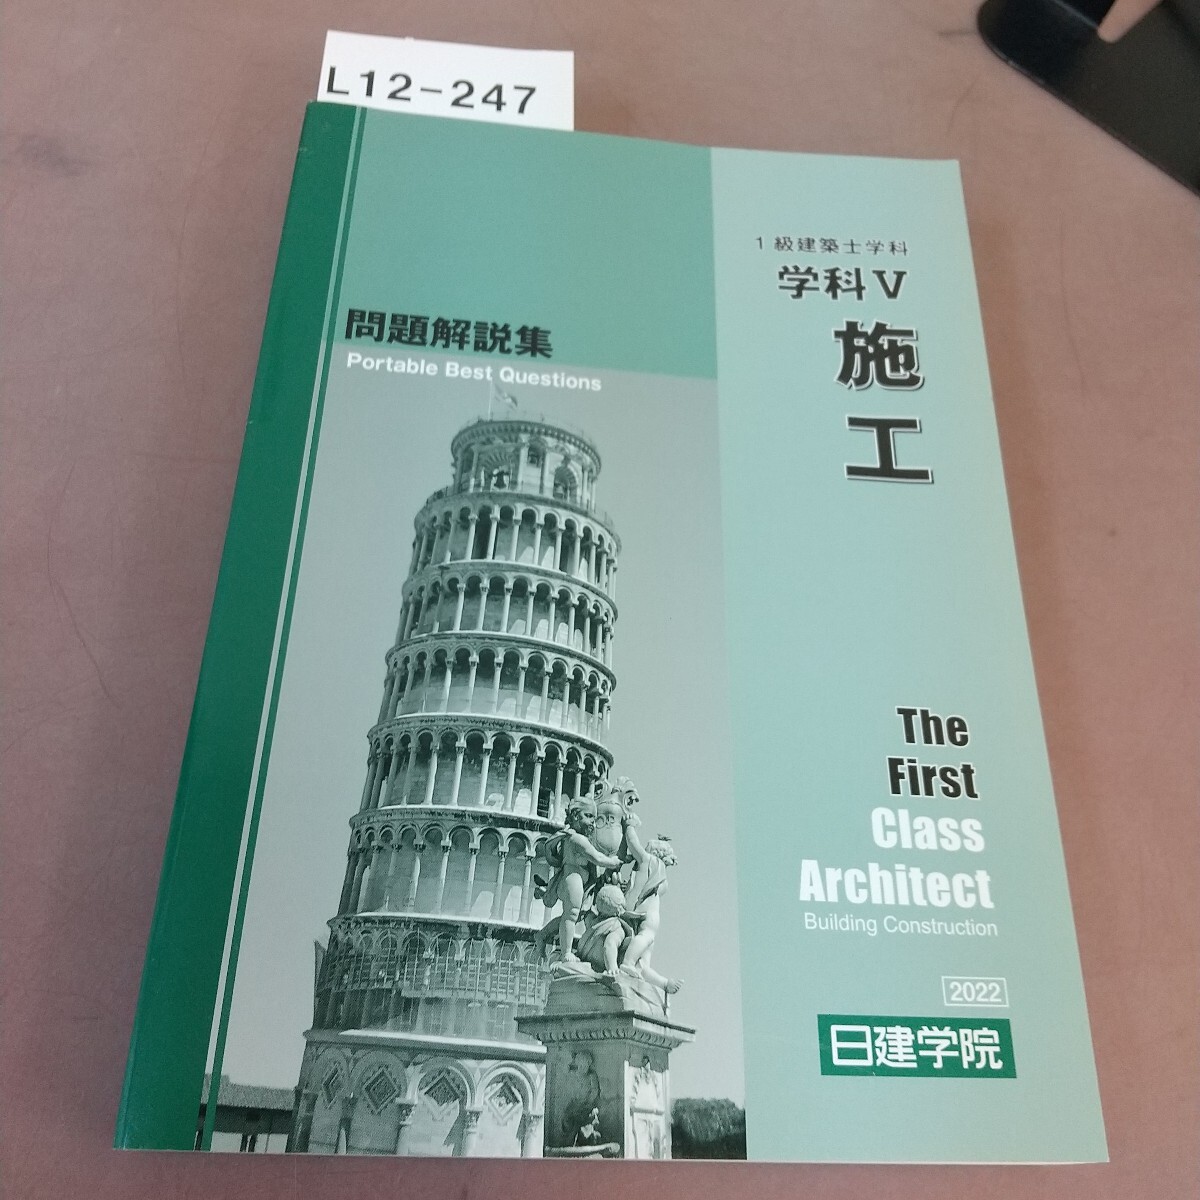 L12-247
1級建築士学科
学科V
施
工
問題解説集
Portable Best Questions
The
First
Class
Architect
Building Construction
2022
日建学院